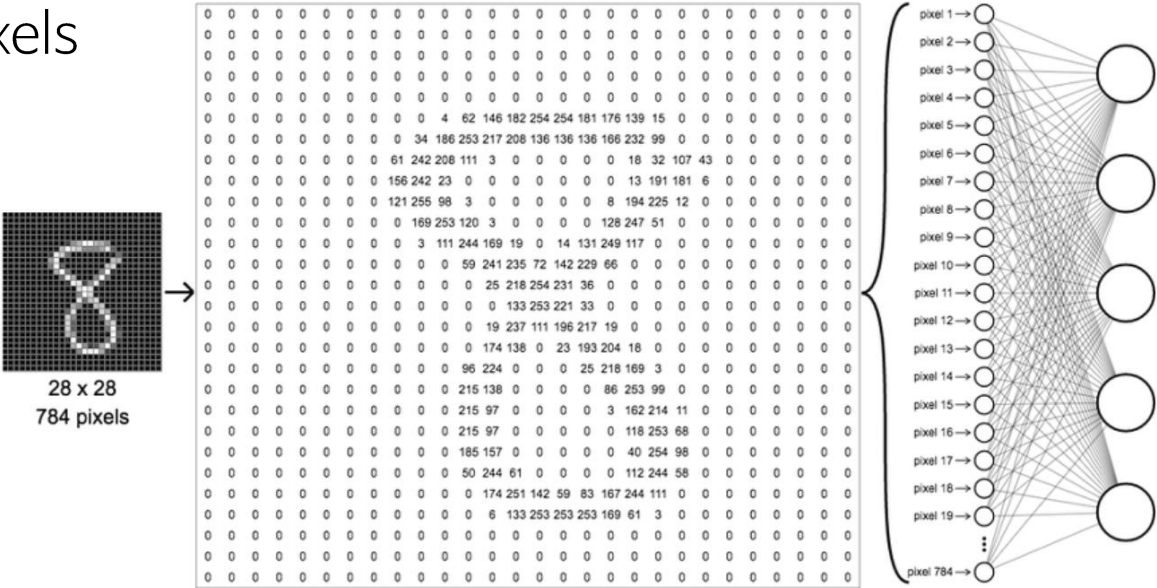 xels
28 x 28
784 pixels
0 0 0 0 0 0 0 0 0 0 0 0 0 0 0 0 0 0 0 0 0 0 0 0 0 0 0 0
0 0 0 0 0 0 0 0 0 0 0 0 0 0 0 0 0 0 0 0 0 0 0 0 0 0 0 0
0 0 0 0 0 0 0 0 0 0 0 0 0 0 0 0 0 0 0 0 0 0 0 0 0 0 0 0
0 0 0 0 0 0 0 0 0 0 0 0 0 0 0 0 0 0 0 0 0 0 0 0 0 0 0 0
0 0 0 0 0 0 0 0 0 0 0 0 0 0 0 0 0 0 0 0 0 0 0 0 0 0 0 0
0 0 0 0 0 0 0 0 0 0 4 62 146 182 254 254 181 176 139 15 0 0 0 0 0 0 0 0
0 0 0 0 0 0 0 0 0 34 186 253 217 208 136 136 136 166 232 99 0 0 0 0 0 0 0 0
0 0 0 0 0 0 0 0 61 242 208 111 3 0 0 0 0 0 18 32 107 43 0 0 0 0 0 0
0 0 0 0 0 0 0 0 156 242 23 0 0 0 0 0 0 0 13 191 181 6 0 0 0 0 0 0
0 0 0 0 0 0 0 0 121 255 98 3 0 0 0 0 0 8 194 225 12 0 0 0 0 0 0 0
0 0 0 0 0 0 0 0 0 169 253 120 3 0 0 0 0 128 247 51 0 0 0 0 0 0 0 0
0 0 0 0 0 0 0 0 0 3 111 244 169 19 0 14 131 249 117 0 0 0 0 0 0 0 0 0
0 0 0 0 0 0 0 0 0 0 0 59 241 235 72 142 229 66 0 0 0 0 0 0 0 0 0 0
0 0 0 0 0 0 0 0 0 0 0 0 25 218 254 231 36 0 0 0 0 0 0 0 0 0 0 0
0 0 0 0 0 0 0 0 0 0 0 0 0 133 253 221 33 0 0 0 0 0 0 0 0 0 0 0
0 0 0 0 0 0 0 0 0 0 0 0 19 237 111 196 217 19 0 0 0 0 0 0 0 0 0 0
0 0 0 0 0 0 0 0 0 0 0 0 174 138 0 23 193 204 18 0 0 0 0 0 0 0 0 0
0 0 0 0 0 0 0 0 0 0 0 96 224 0 0 0 25 218 169 3 0 0 0 0 0 0 0 0
0 0 0 0 0 0 0 0 0 0 0 215 138 0 0 0 0 86 253 99 0 0 0 0 0 0 0 0
0 0 0 0 0 0 0 0 0 0 0 215 97 0 0 0 0 3 162 214 11 0 0 0 0 0 0 0
0 0 0 0 0 0 0 0 0 0 0 215 97 0 0 0 0 0 118 253 68 0 0 0 0 0 0 0
0 0 0 0 0 0 0 0 0 0 0 185 157 0 0 0 0 0 40 254 98 0 0 0 0 0 0 0
0 0 0 0 0 0 0 0 0 0 0 50 244 61 0 0 0 0 112 244 58 0 0 0 0 0 0 0
0 0 0 0 0 0 0 0 0 0 0 0 174 251 142 59 83 167 244 111 0 0 0 0 0 0 0 0
0 0 0 0 0 0 0 0 0 0 0 0 6 133 253 253 253 169 61 3 0 0 0 0 0 0 0 0
0 0 0 0 0 0 0 0 0 0 0 0 0 0 0 0 0 0 0 0 0 0 0 0 0 0 0 0
0 0 0 0 0 0 0 0 0 0 0 0 0 0 0 0 0 0 0 0 0 0 0 0 0 0 0 0
0 0 0 0 0 0 0 0 0 0 0 0 0 0 0 0 0 0 0 0 0 0 0 0 0 0 0 0
pixel 1
pixel 2
pixel 3
pixel 4
pixel 5
pixel 6
pixel 7
pixel 8
pixel 9
pixel 10
pixel 11
pixel 12
pixel 13
pixel 14
pixel 15
pixel 16
pixel 17
pixel 18
pixel 19
pixel 784